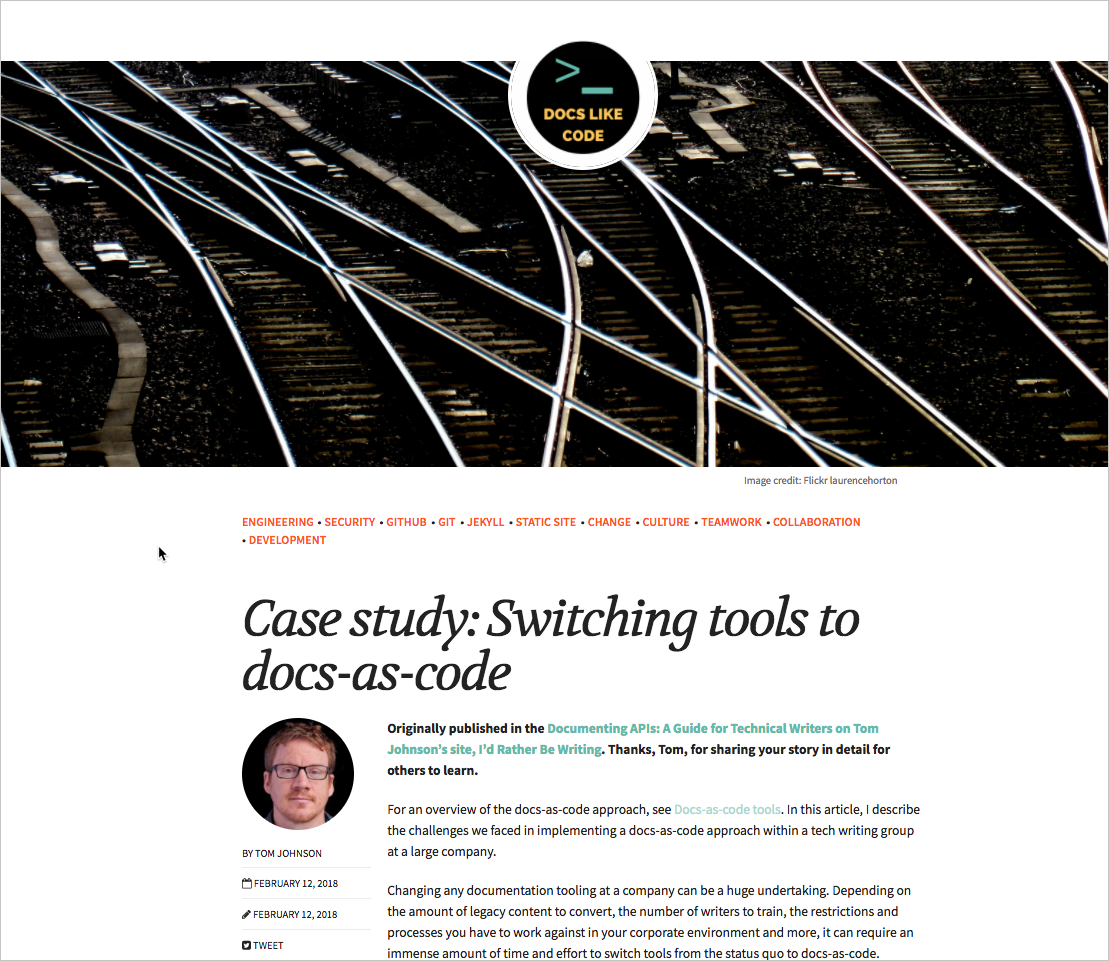 >_
DOCS LIKE
CODE
Image credit: Flickr laurencehorton
ENGINEERING • SECURITY • GITHUB • GIT • JEKYLL • STATIC SITE • CHANGE • CULTURE • TEAMWORK • COLLABORATION
• DEVELOPMENT
Case study: Switching tools to
docs-as-code
Originally published in the Documenting APIs: A Guide for Technical Writers on Tom
Johnson’s site, I’d Rather Be Writing. Thanks, Tom, for sharing your story in detail for
others to learn.
For an overview of the docs-as-code approach, see Docs-as-code tools. In this article, I describe
the challenges we faced in implementing a docs-as-code approach within a tech writing group
at a large company.
Changing any documentation tooling at a company can be a huge undertaking. Depending on
the amount of legacy content to convert, the number of writers to train, the restrictions and
processes you have to work against in your corporate environment and more, it can require an
immense amount of time and effort to switch tools from the status quo to docs-as-code.
BY TOM JOHNSON
FEBRUARY 12, 2018
FEBRUARY 12, 2018
TWEET